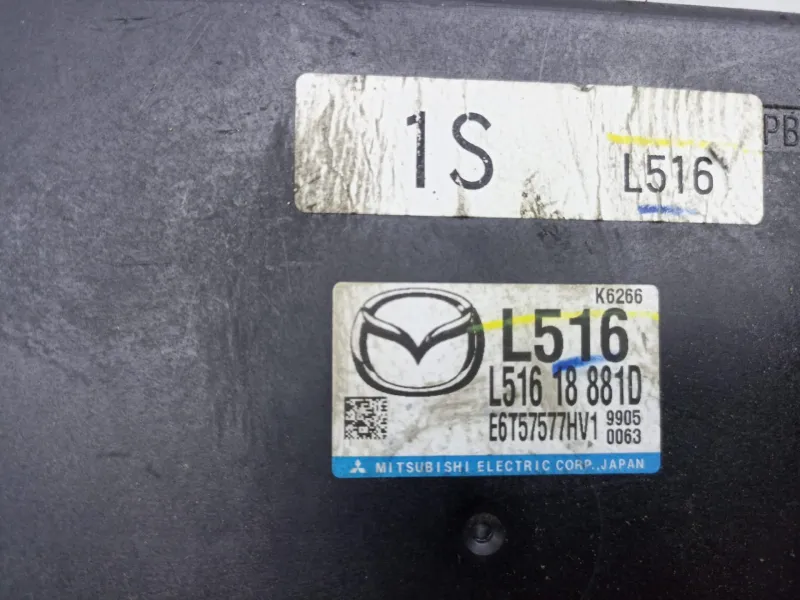 1S
L516
PB
K6266
L516
L516 18 881D
E6T57577HV1 9905
0063
MITSUBISHI ELECTRIC CORP., JAPAN